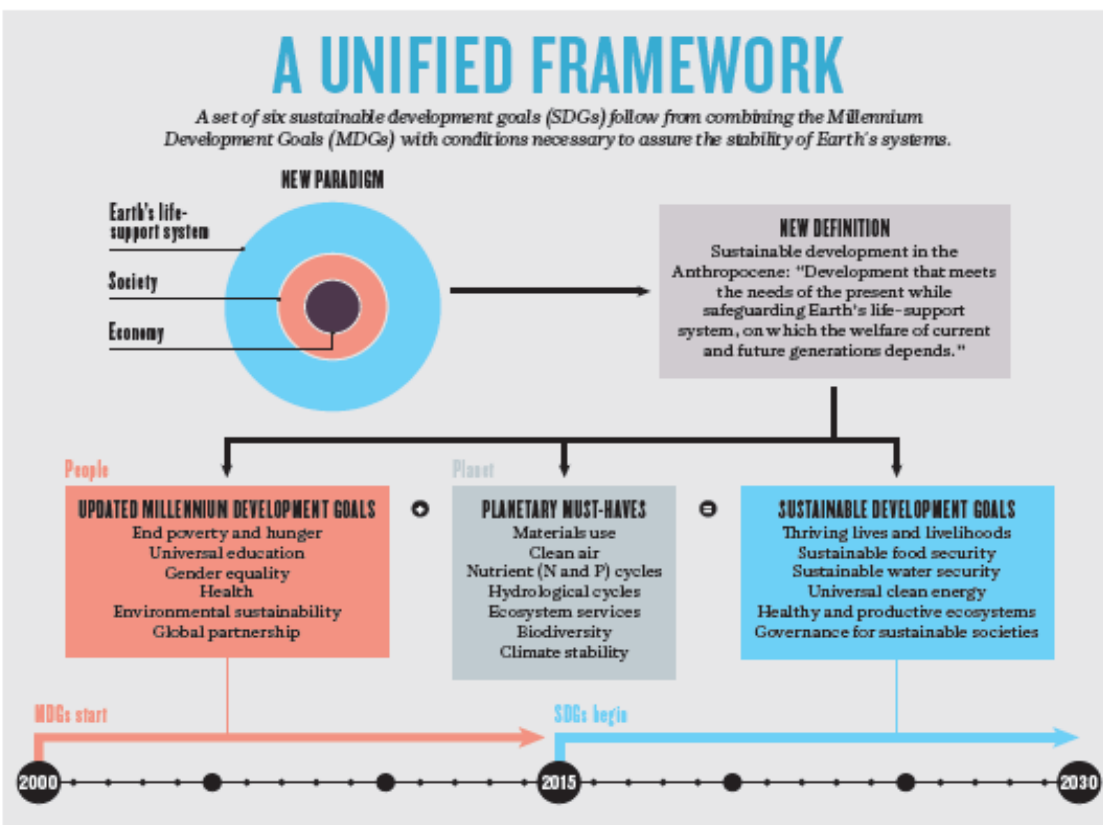 A UNIFIED FRAMEWORK
A set of six sustainable development goals (SDGs) follow from combining the Millennium
Development Goals (MDGs) with conditions necessary to assure the stability of Earth's systems.
NEW PARADIGM
Earth's life-
support system
Society
Economy
NEW DEFINITION
Sustainable development in the
Anthropocene: "Development that meets
the needs of the present while
safeguarding Earth's life-support
system, on which the welfare of current
and future generations depends."
People
UPDATED MILLENNIUM DEVELOPMENT GOALS
End poverty and hunger
Universal education
Gender equality
Health
Environmental sustainability
Global partnership
+
Planet
PLANETARY MUST-HAVES
Materials use
Clean air
Nutrient (N and P) cycles
Hydrological cycles
Ecosystem services
Biodiversity
Climate stability
=
SUSTAINABLE DEVELOPMENT GOALS
Thriving lives and livelihoods
Sustainable food security
Sustainable water security
Universal clean energy
Healthy and productive ecosystems
Governance for sustainable societies
MDGs start
SDGs begin
2000
2015
2030